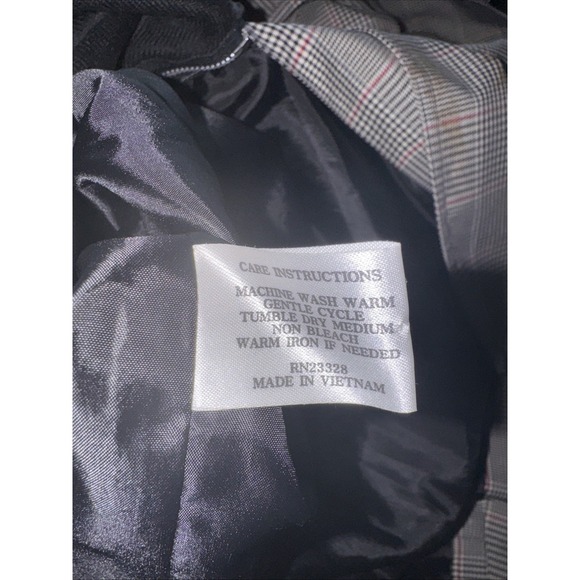 CARE INSTRUCTIONS
MACHINE WASH WARM
GENTLE CYCLE
TUMBLE DRY MEDIUM
NON BLEACH
WARM IRON IF NEEDED
RN23328
MADE IN VIETNAM